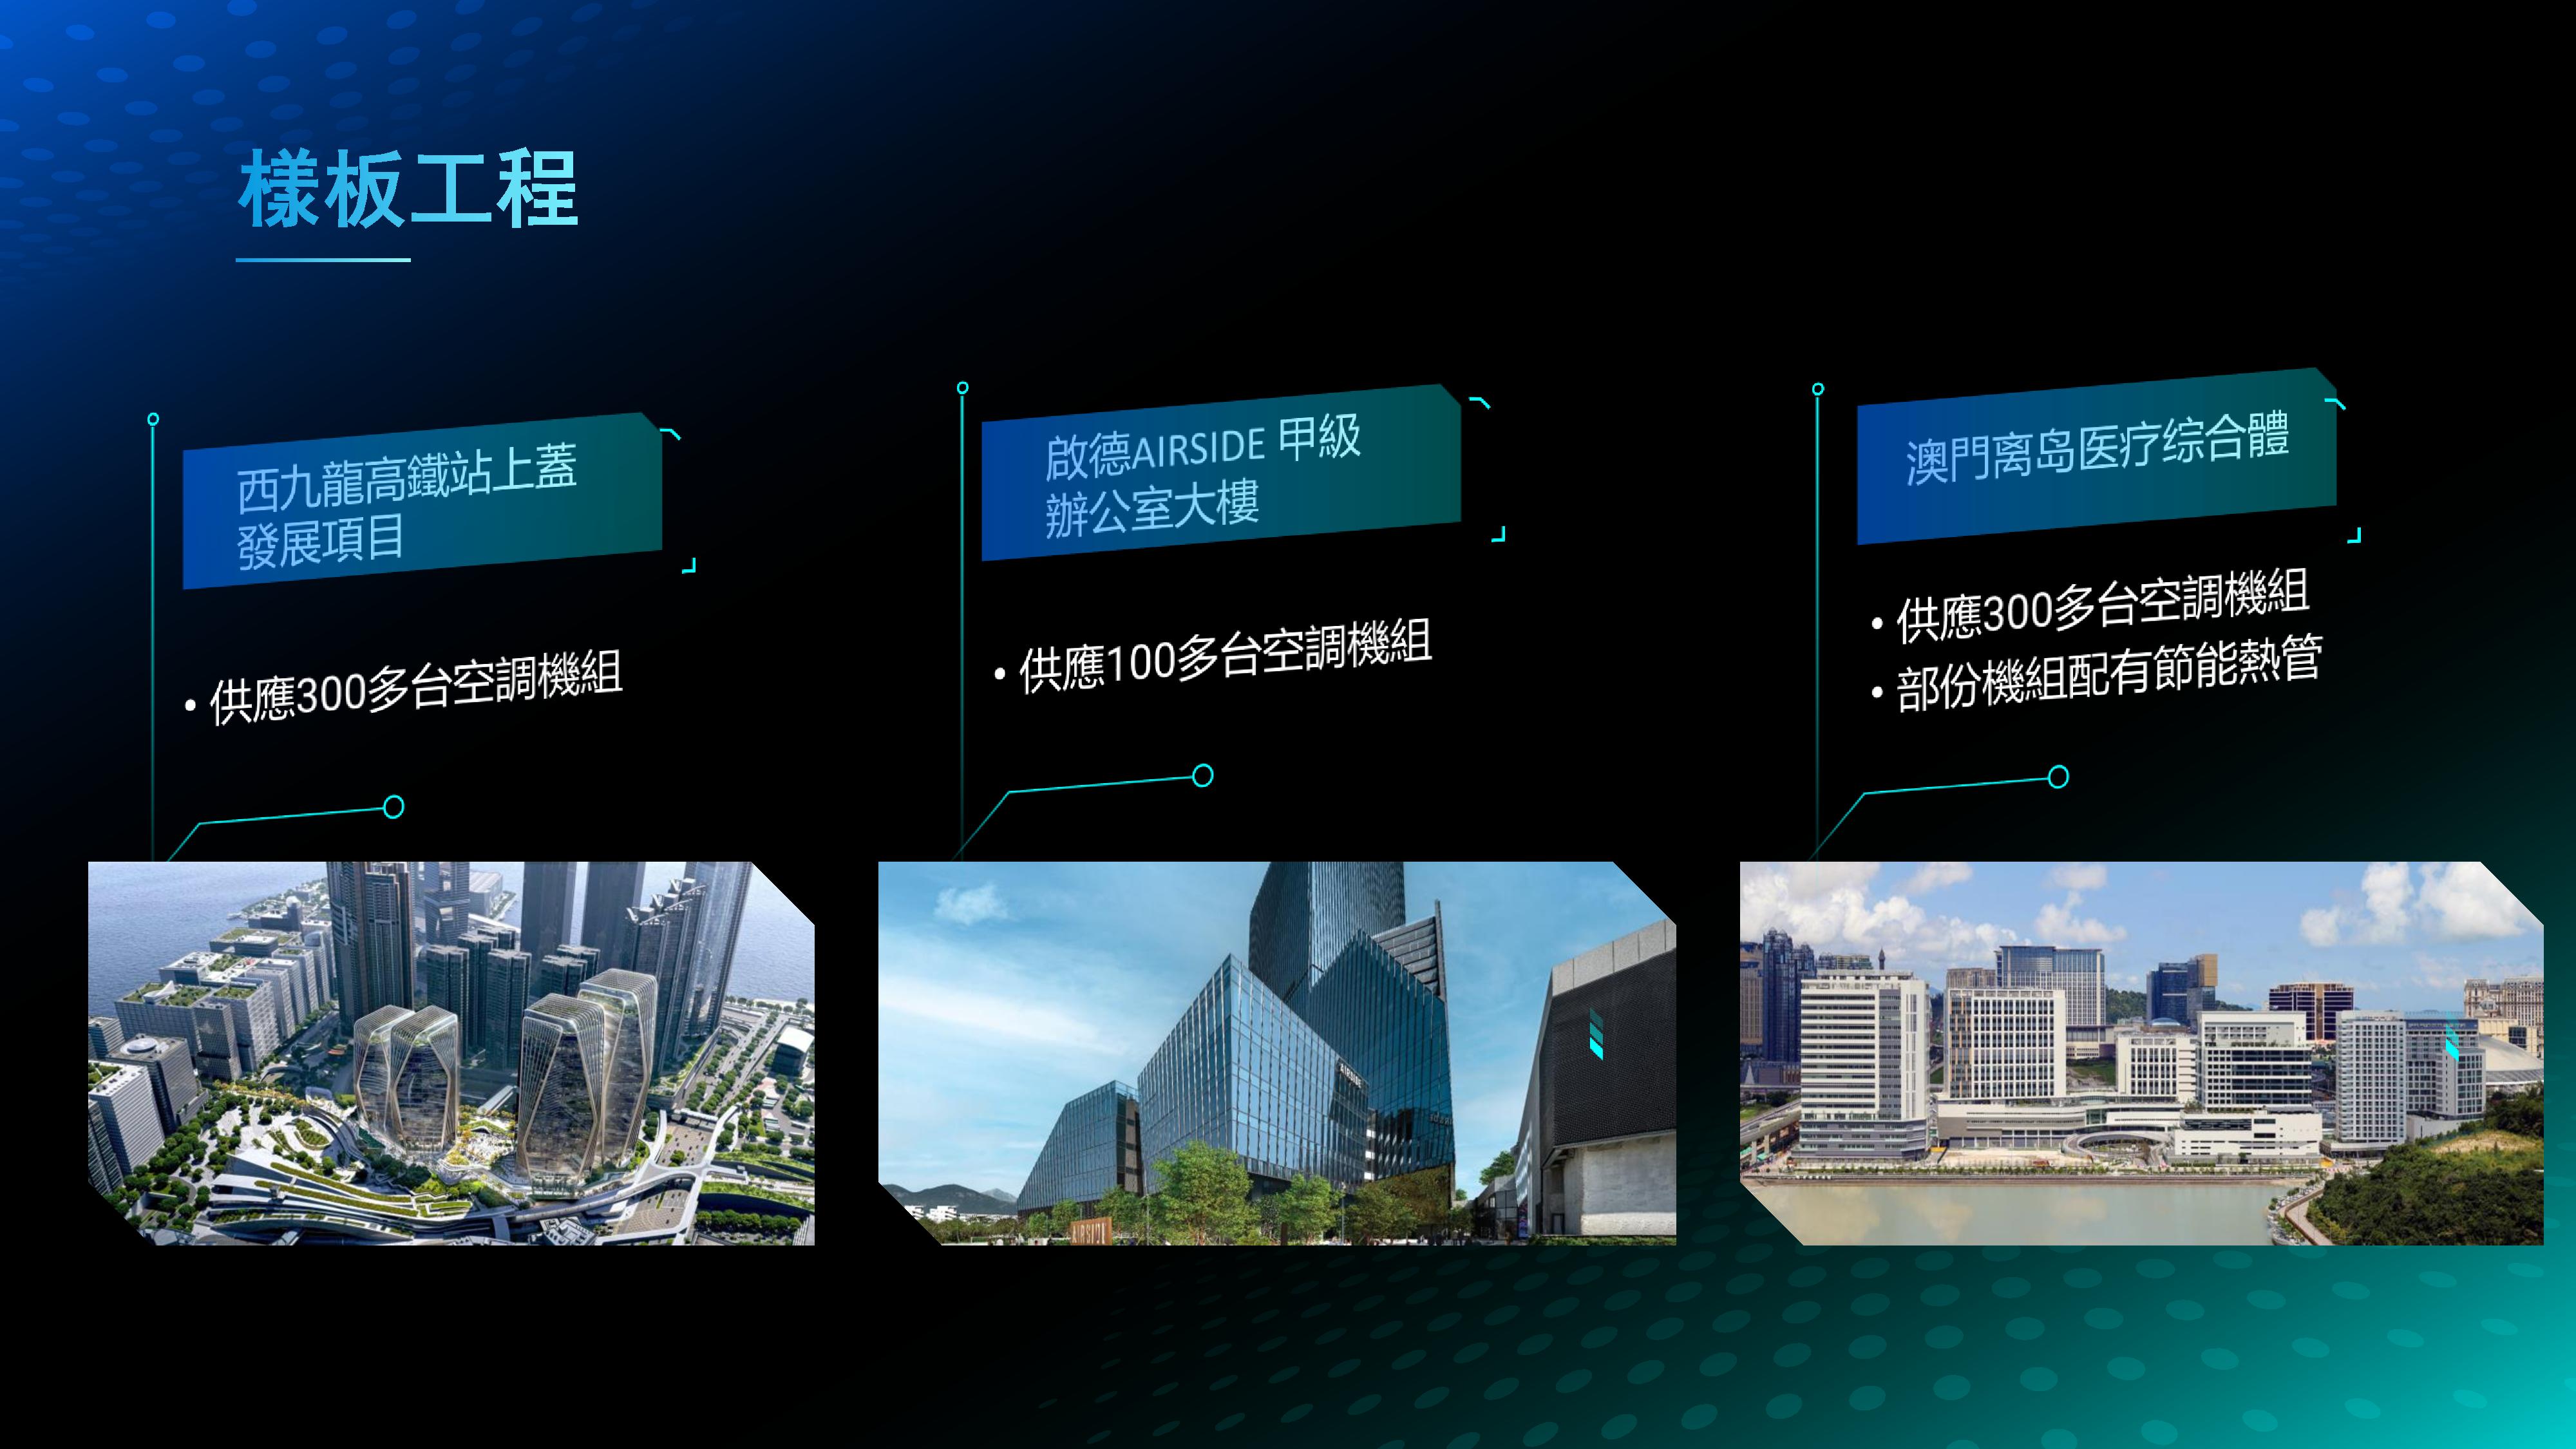 樣板工程
西九龍高鐵站上蓋
發展項目
• 供應300多台空調機組
啟德AIRSIDE 甲級
辦公室大樓
• 供應100多台空調機組
澳門离岛医疗综合體
• 供應300多台空調機組
• 部份機組配有節能熱管
AIRSIDE
AIRSIDE